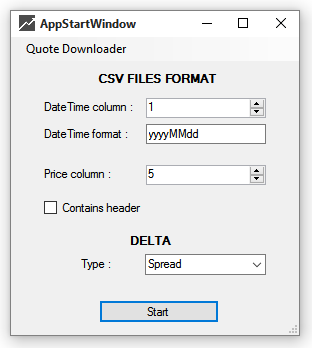 AppStartWindow
Quote Downloader
CSV FILES FORMAT
DateTime column : 1
DateTime format : yyyyMMdd
Price column : 5
Contains header
DELTA
Type : Spread
Start